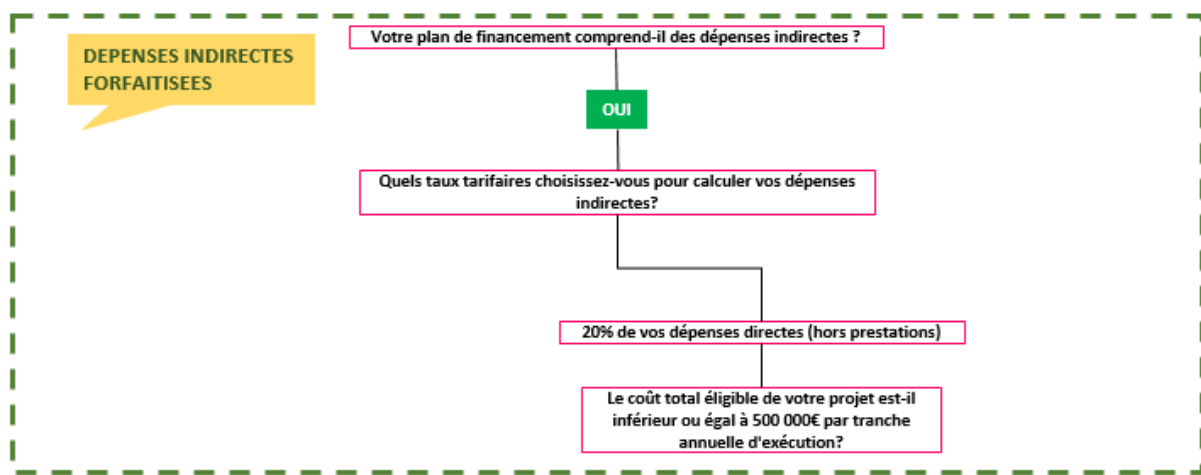 DEPENSES INDIRECTES
FORFAITISEES
Votre plan de financement comprend-il des dépenses indirectes ?
OUI
Quels taux tarifaires choisissez-vous pour calculer vos dépenses
indirectes?
20% de vos dépenses directes (hors prestations)
Le coût total éligible de votre projet est-il
inférieur ou égal à 500 000€ par tranche
annuelle d'exécution?